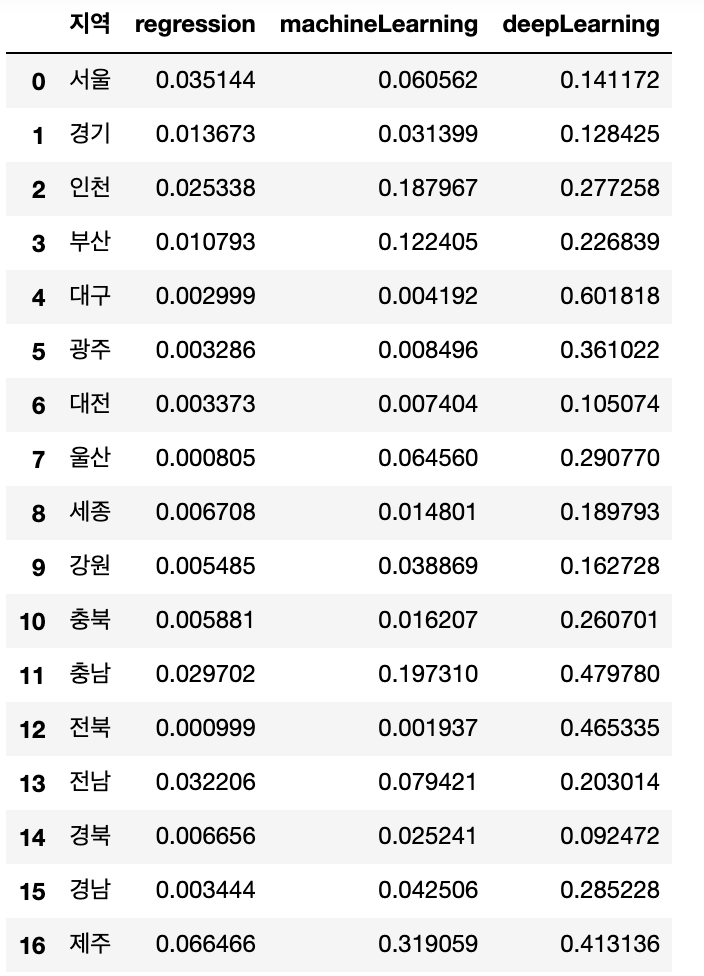 지역 regression machineLearning deepLearning
0 서울 0.035144 0.060562 0.141172
1 경기 0.013673 0.031399 0.128425
2 인천 0.025338 0.187967 0.277258
3 부산 0.010793 0.122405 0.226839
4 대구 0.002999 0.004192 0.601818
5 광주 0.003286 0.008496 0.361022
6 대전 0.003373 0.007404 0.105074
7 울산 0.000805 0.064560 0.290770
8 세종 0.006708 0.014801 0.189793
9 강원 0.005485 0.038869 0.162728
10 충북 0.005881 0.016207 0.260701
11 충남 0.029702 0.197310 0.479780
12 전북 0.000999 0.001937 0.465335
13 전남 0.032206 0.079421 0.203014
14 경북 0.006656 0.025241 0.092472
15 경남 0.003444 0.042506 0.285228
16 제주 0.066466 0.319059 0.413136